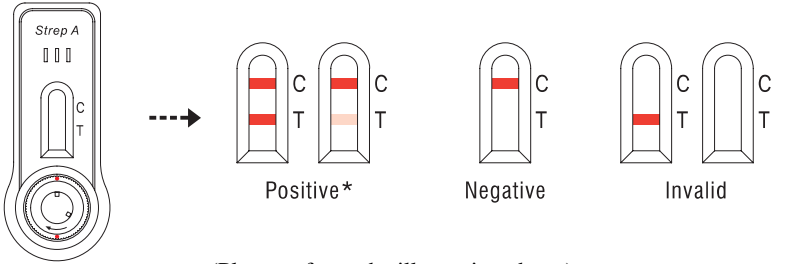 Strep A
C
T
C C C C
T T T T
Positive* Negative Invalid